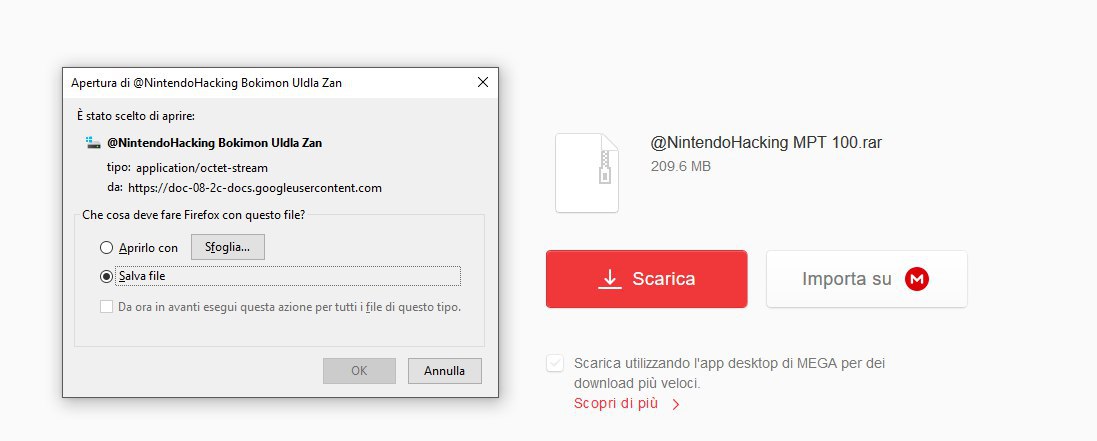 Apertura di @NintendoHacking Bokimon Uldla Zan
È stato scelto di aprire:
@NintendoHacking Bokimon Uldla Zan
tipo: application/octet-stream
da: https://doc-08-2c-docs.googleusercontent.com
Che cosa deve fare Firefox con questo file?
Aprirlo con
Sfoglia...
Salva file
Da ora in avanti esegui questa azione per tutti i file di questo tipo.
OK
Annulla
@NintendoHacking MPT 100.rar
209.6 MB
Scarica
Importa su M
Scarica utilizzando l'app desktop di MEGA per dei
download più veloci.
Scopri di più